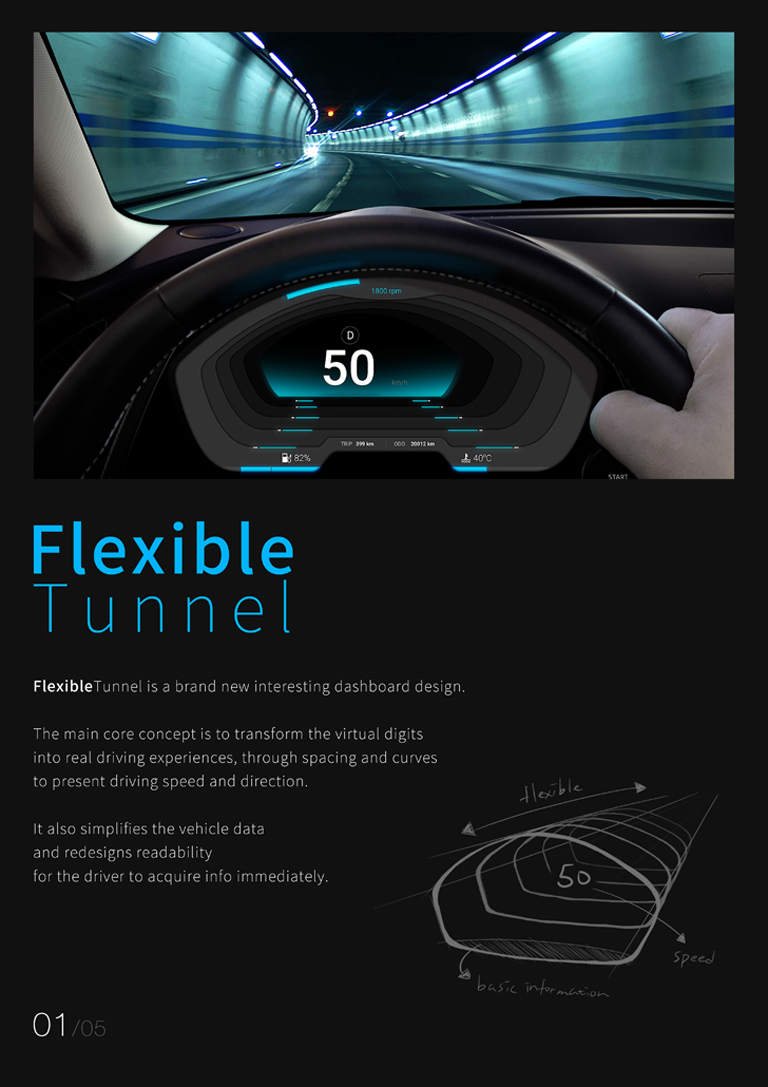 1800 rpm
D
50
km/h
TRIP 399 km ODO 20012 km
82% 40°C
START
Flexible
Tunnel
FlexibleTunnel is a brand new interesting dashboard design.
The main core concept is to transform the virtual digits
into real driving experiences, through spacing and curves
to present driving speed and direction.
It also simplifies the vehicle data
and redesigns readability
for the driver to acquire info immediately.
flexible
50
speed
basic information
01/05